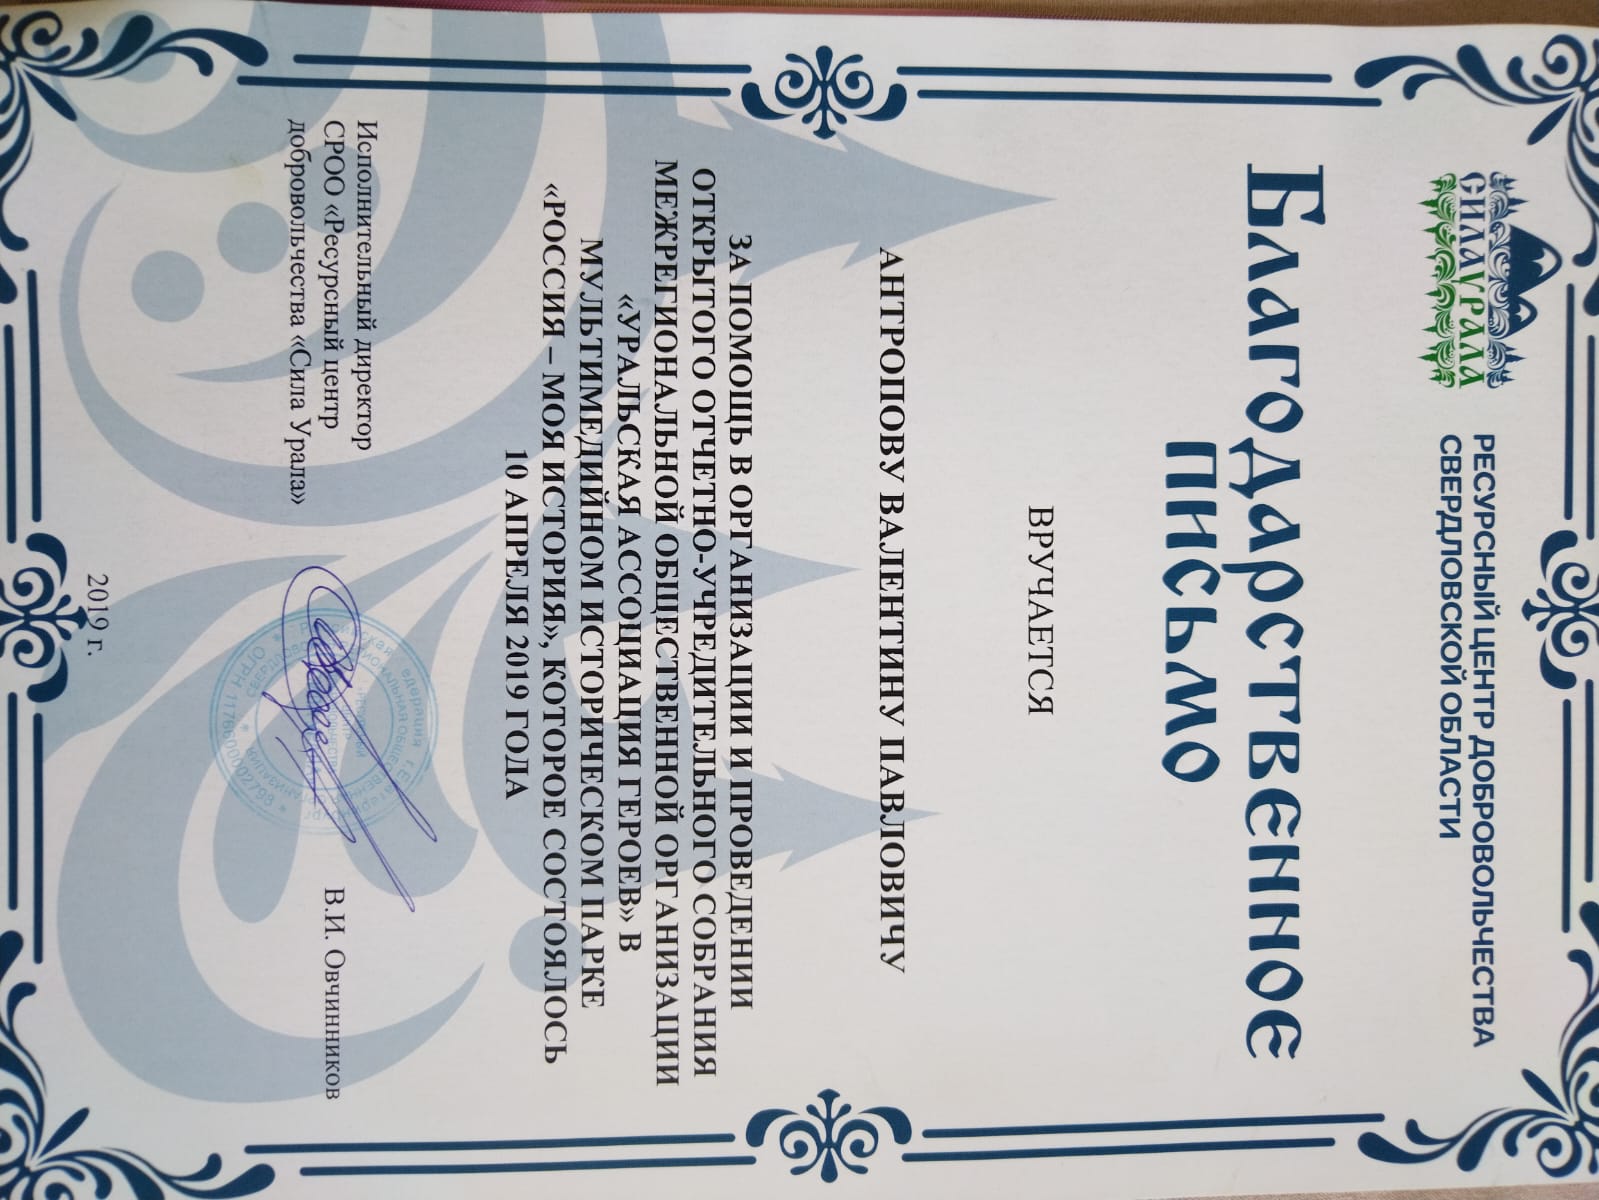 СИЛА УРАЛА
РЕСУРСНЫЙ ЦЕНТР ДОБРОВОЛЬЧЕСТВА
СВЕРДЛОВСКОЙ ОБЛАСТИ
Благодарственное
письмо
ВРУЧАЕТСЯ
АНТРОПОВУ ВАЛЕНТИНУ ПАВЛОВИЧУ
ЗА ПОМОЩЬ В ОРГАНИЗАЦИИ И ПРОВЕДЕНИИ
ОТКРЫТОГО ОТЧЕТНО-УЧРЕДИТЕЛЬНОГО СОБРАНИЯ
МЕЖРЕГИОНАЛЬНОЙ ОБЩЕСТВЕННОЙ ОРГАНИЗАЦИИ
«УРАЛЬСКАЯ АССОЦИАЦИЯ ГЕРОЕВ» В
МУЛЬТИМЕДИЙНОМ ИСТОРИЧЕСКОМ ПАРКЕ
«РОССИЯ – МОЯ ИСТОРИЯ», КОТОРОЕ СОСТОЯЛОСЬ
10 АПРЕЛЯ 2019 ГОДА
Исполнительный директор
СРОО «Ресурсный центр
добровольчества «Сила Урала»
В.И. Овчинников
ОГРН 1176600002798
2019 г.